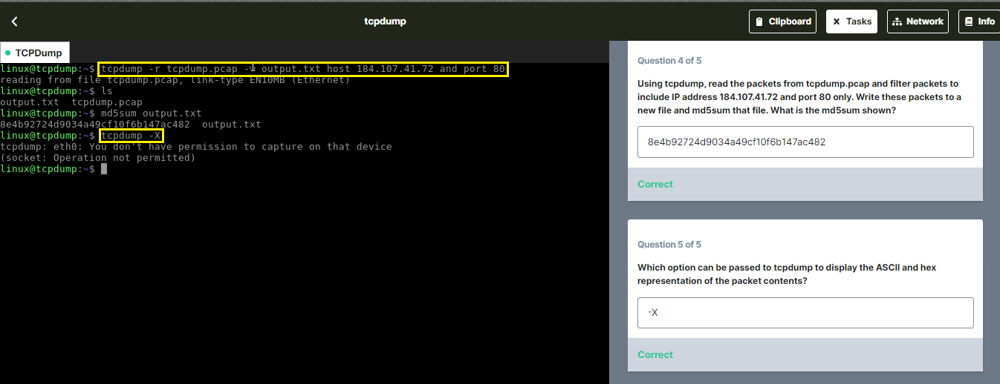 tcpdump
Clipboard
Tasks
Network
Info
TCPDump
linux@tcpdump:~$ tcpdump -r tcpdump.pcap - output.txt host 184.107.41.72 and port 80
reading from file tcpdump.pcap, link-type EN10MB (Ethernet)
linux@tcpdump:~$ ls
output.txt  tcpdump.pcap
linux@tcpdump:~$ md5sum output.txt
8e4b92724d9034a49cf10f6b147ac482  output.txt
linux@tcpdump:~$ tcpdump -X
tcpdump: eth0: You don't have permission to capture on that device
(socket: Operation not permitted)
linux@tcpdump:~$
Question 4 of 5
Using tcpdump, read the packets from tcpdump.pcap and filter packets to
include IP address 184.107.41.72 and port 80 only. Write these packets to a
new file and md5sum that file. What is the md5sum shown?
8e4b92724d9034a49cf10f6b147ac482
Correct
Question 5 of 5
Which option can be passed to tcpdump to display the ASCII and hex
representation of the packet contents?
-X
Correct